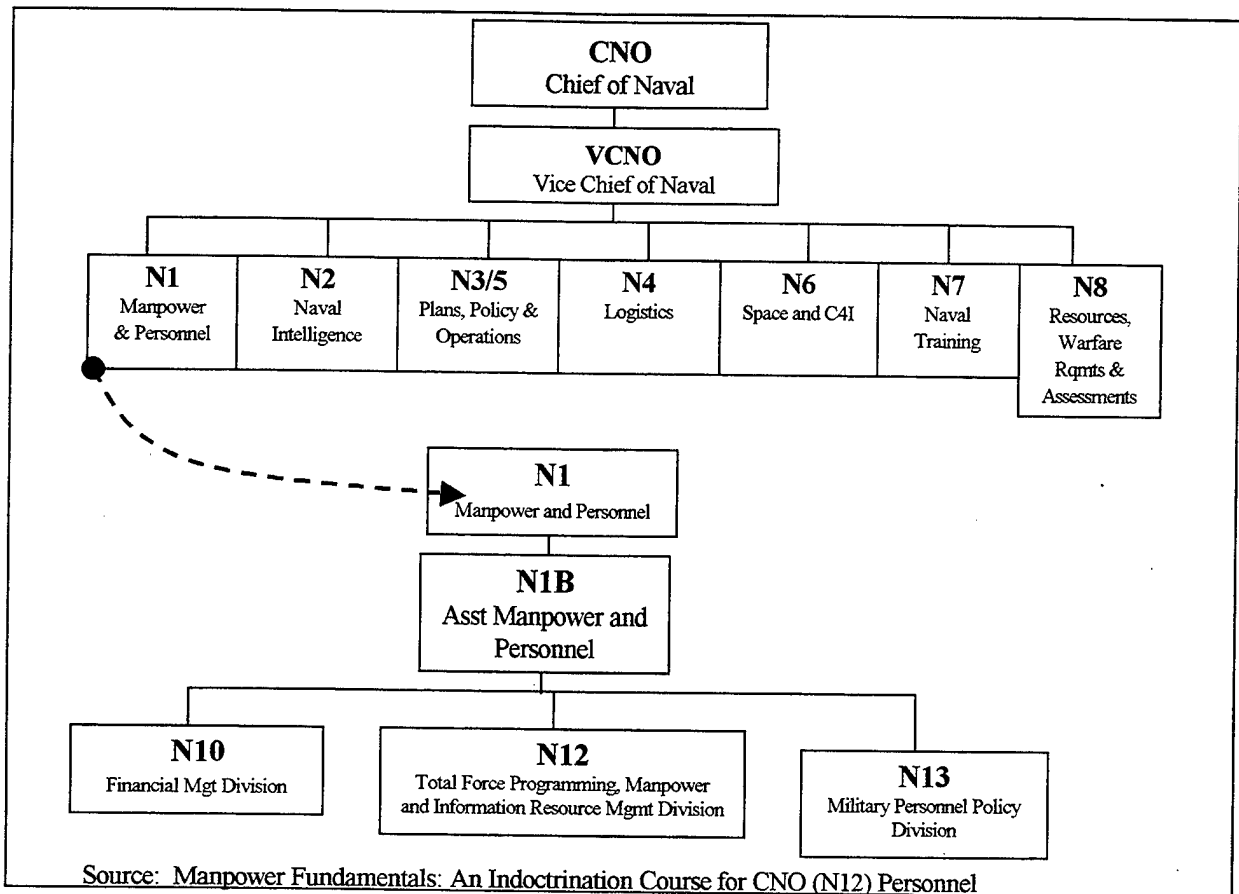 CNO
Chief of Naval
VCNO
Vice Chief of Naval
N1
Manpower
& Personnel
N2
Naval
Intelligence
N3/5
Plans, Policy &
Operations
N4
Logistics
N6
Space and C4I
N7
Naval
Training
N8
Resources,
Warfare
Rqmts &
Assessments
N1
Manpower and Personnel
N1B
Asst Manpower and
Personnel
N10
Financial Mgt Division
N12
Total Force Programming, Manpower
and Information Resource Mgmt Division
N13
Military Personnel Policy
Division
Source: Manpower Fundamentals: An Indoctrination Course for CNO (N12) Personnel